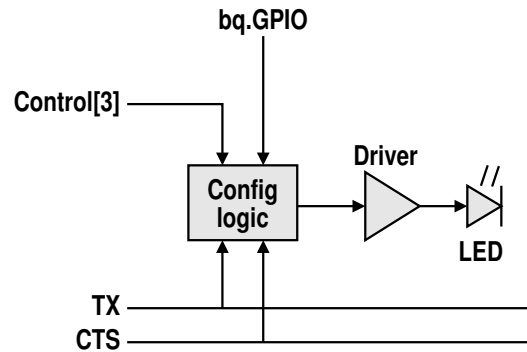 bq.GPIO
Control[3]
Driver
Config
logic
LED
TX
CTS